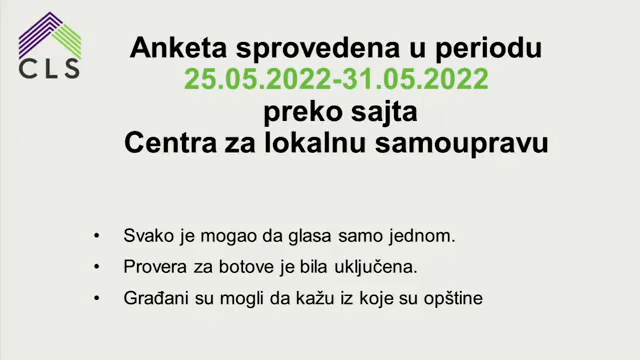 CLS
Anketa sprovedena u periodu
25.05.2022-31.05.2022
preko sajta
Centra za lokalnu samoupravu
• Svako je mogao da glasa samo jednom.
• Provera za botove je bila uključena.
• Građani su mogli da kažu iz koje su opštine